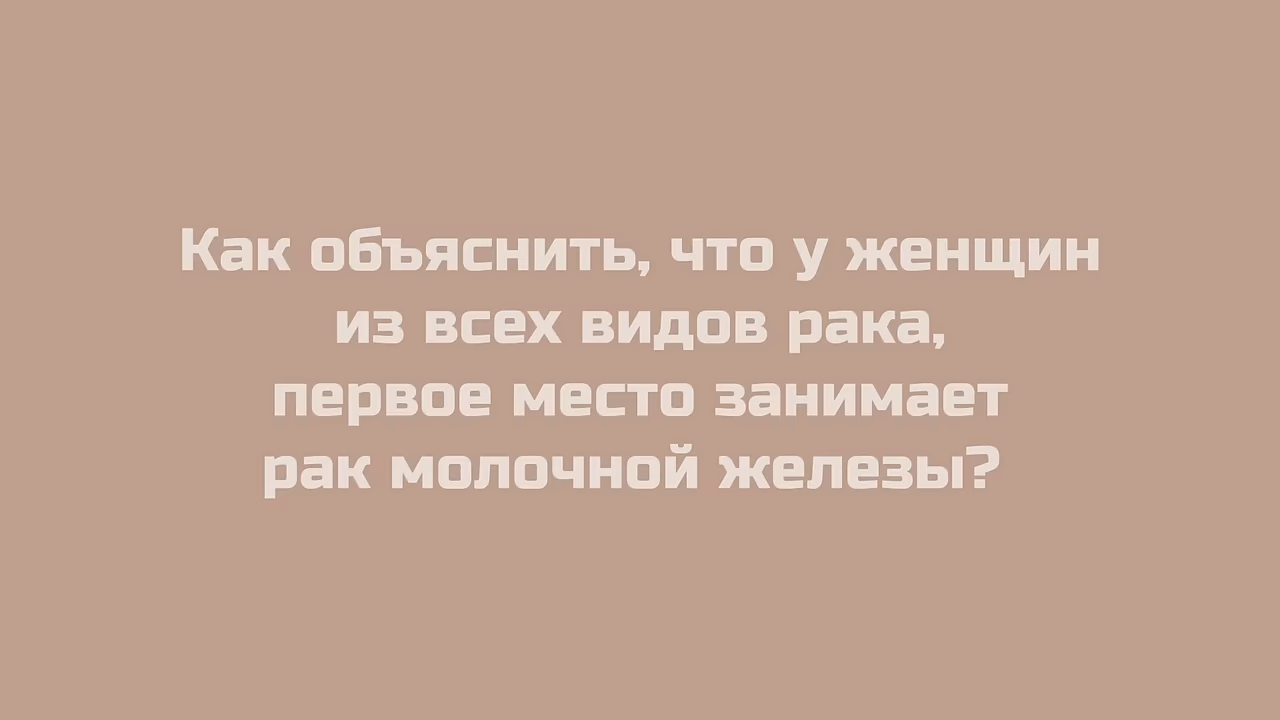 Как объяснить, что у женщин
из всех видов рака,
первое место занимает
рак молочной железы?